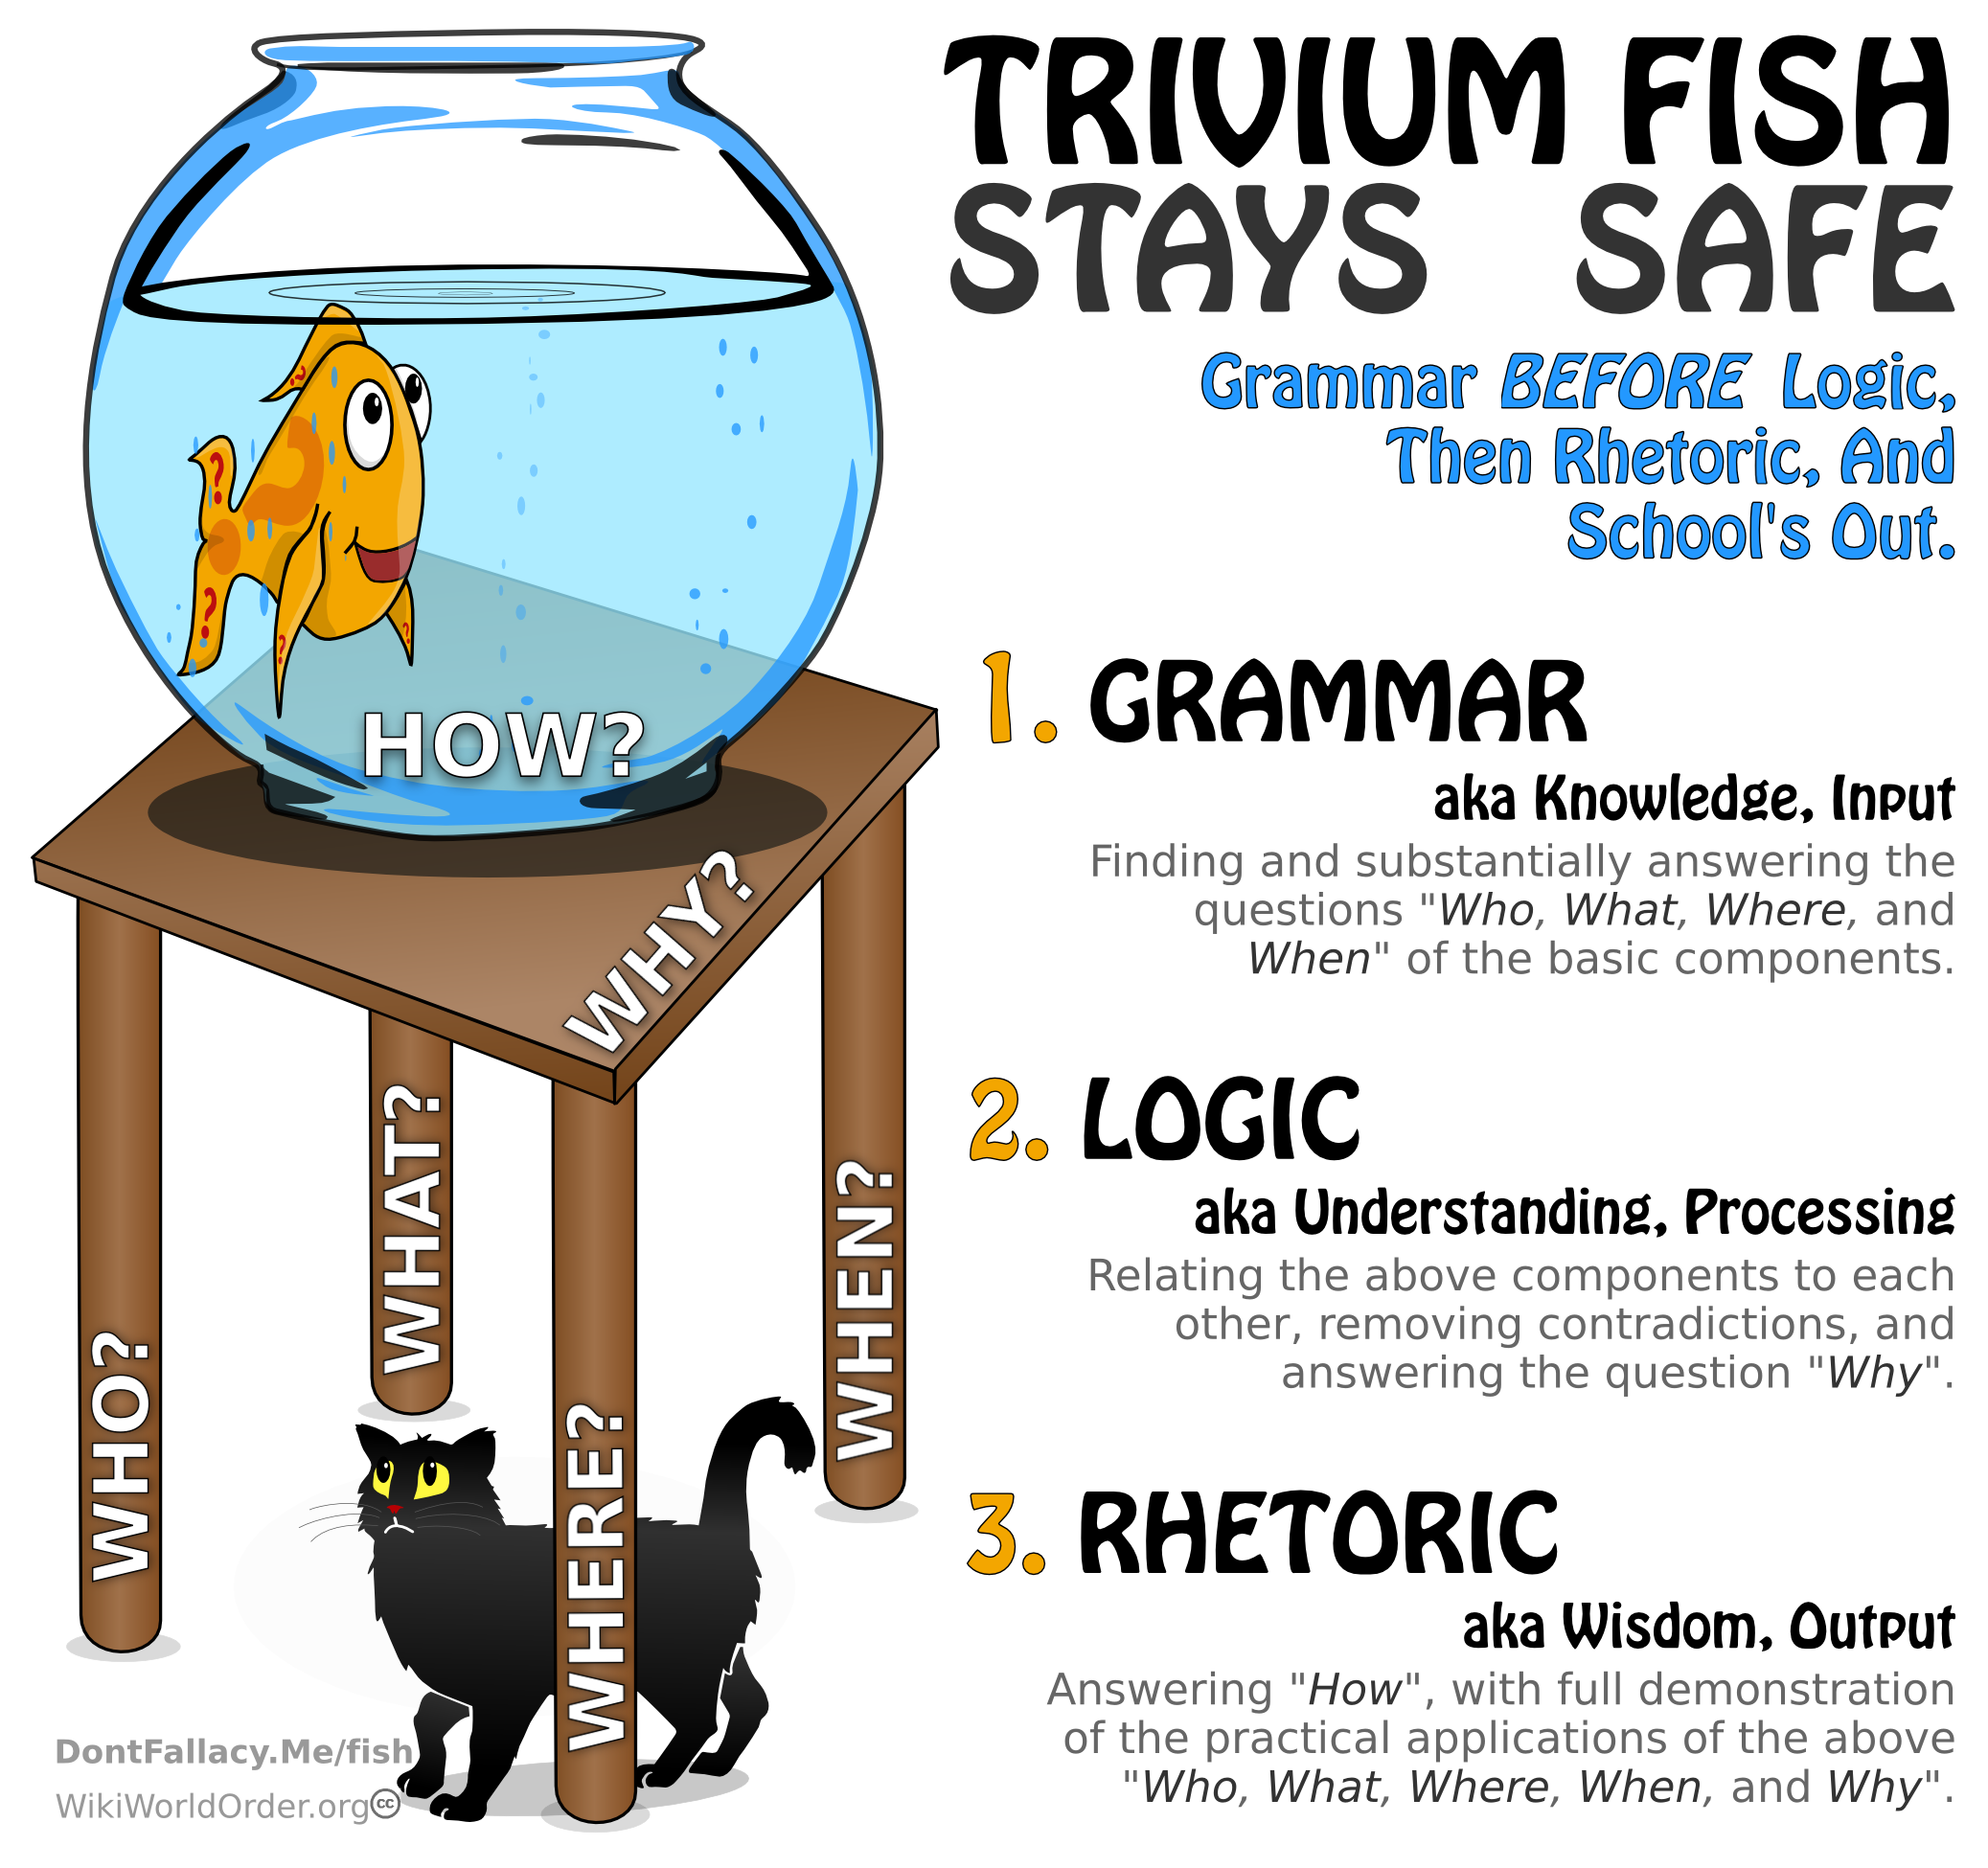 TRIVIUM FISH
STAYS SAFE
Grammar BEFORE Logic,
Then Rhetoric, And
School's Out.
1. GRAMMAR
aka Knowledge, Input
Finding and substantially answering the
questions "Who, What, Where, and
When" of the basic components.
2. LOGIC
aka Understanding, Processing
Relating the above components to each
other, removing contradictions, and
answering the question "Why".
3. RHETORIC
aka Wisdom, Output
Answering "How", with full demonstration
of the practical applications of the above
"Who, What, Where, When, and Why".
? ? ? ? ?
HOW?
WHY?
WHO?
WHAT?
WHERE?
WHEN?
DontFallacy.Me/fish
WikiWorldOrder.org cc